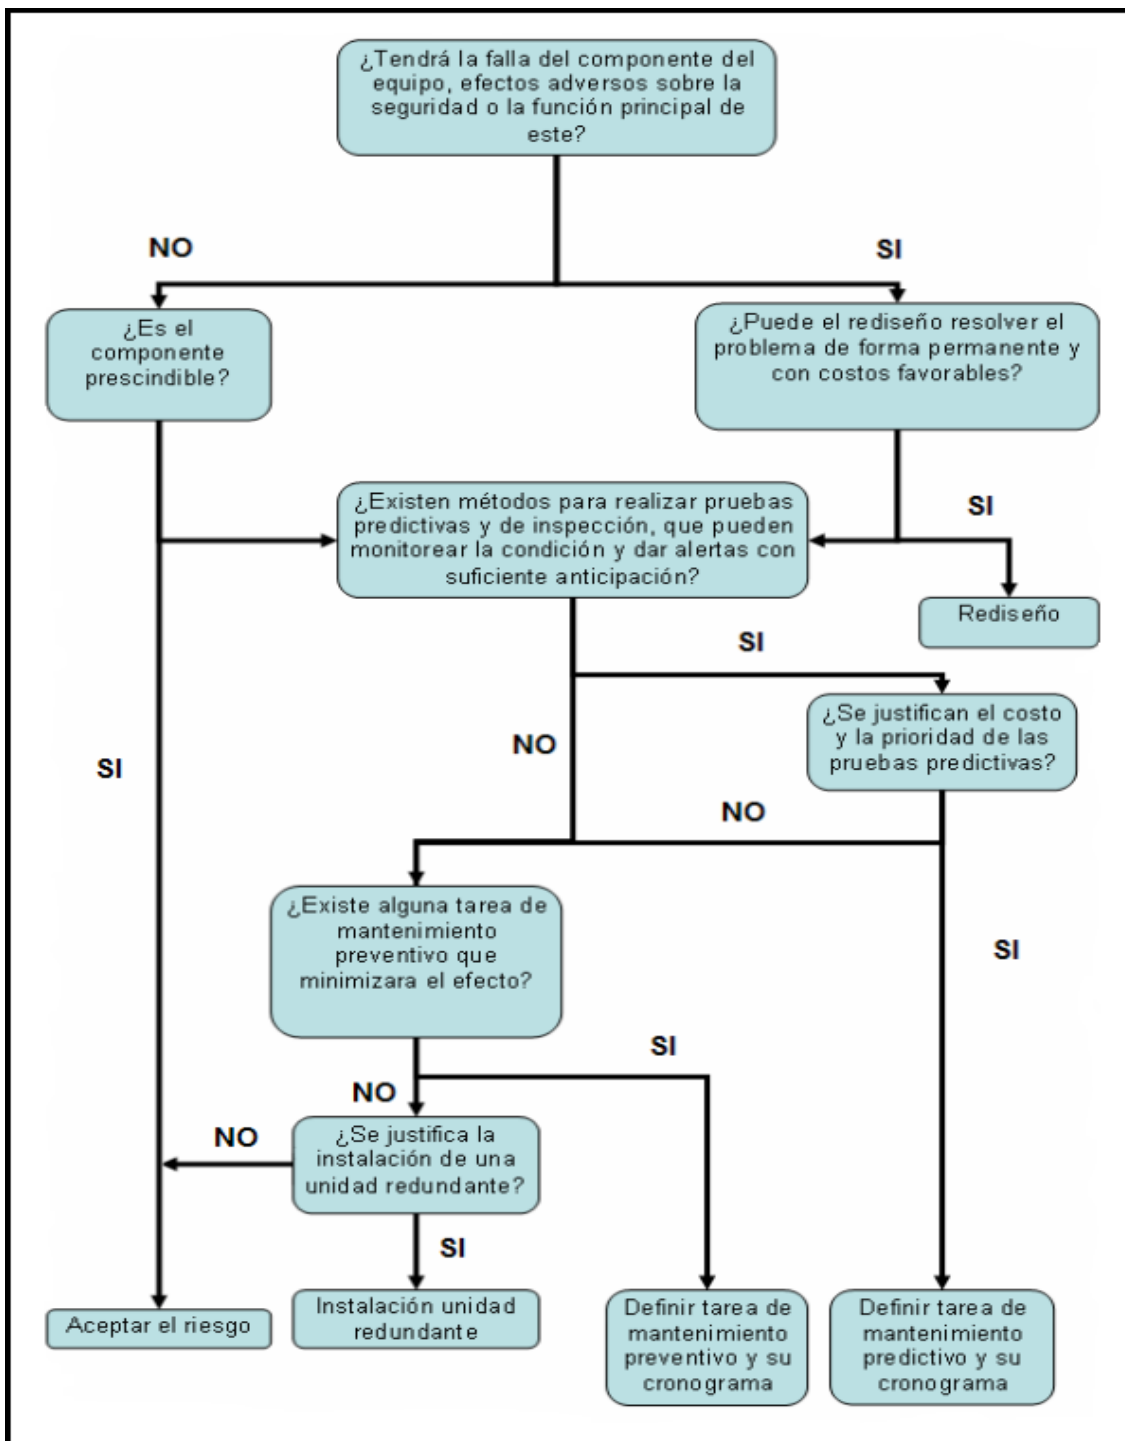 ¿Tendrá la falla del componente del
equipo, efectos adversos sobre la
seguridad o la función principal de
este?
NO
SI
¿Es el
componente
prescindible?
¿Puede el rediseño resolver el
problema de forma permanente y
con costos favorables?
¿Existen métodos para realizar pruebas
predictivas y de inspección, que pueden
monitorear la condición y dar alertas con
suficiente anticipación?
SI
Rediseño
SI
¿Se justifican el costo
y la prioridad de las
pruebas predictivas?
NO
SI
NO
¿Existe alguna tarea de
mantenimiento
preventivo que
minimizara el efecto?
SI
SI
NO
¿Se justifica la
instalación de una
unidad redundante?
NO
SI
Aceptar el riesgo
Instalación unidad
redundante
Definir tarea de
mantenimiento
preventivo y su
cronograma
Definir tarea de
mantenimiento
predictivo y su
cronograma